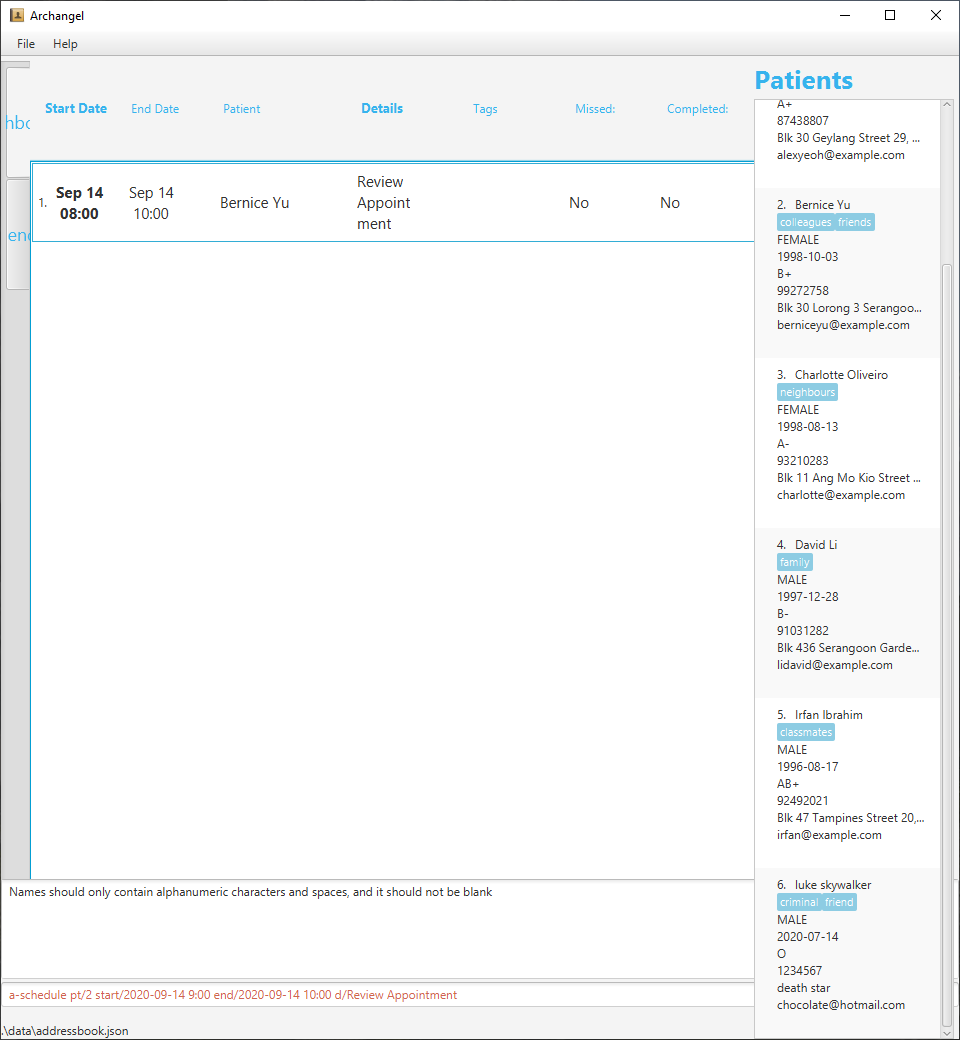 Archangel
File Help
Start Date End Date Patient Details Tags Missed: Completed:
1. Sep 14 08:00 Sep 14 10:00 Bernice Yu Review Appoint ment No No
Patients
A+
87438807
Blk 30 Geylang Street 29, ...
alexyeoh@example.com
2. Bernice Yu
colleagues friends
FEMALE
1998-10-03
B+
99272758
Blk 30 Lorong 3 Serangoo...
berniceyu@example.com
3. Charlotte Oliveiro
neighbours
FEMALE
1998-08-13
A-
93210283
Blk 11 Ang Mo Kio Street ...
charlotte@example.com
4. David Li
family
MALE
1997-12-28
B-
91031282
Blk 436 Serangoon Garde...
lidavid@example.com
5. Irfan Ibrahim
classmates
MALE
1996-08-17
AB+
92492021
Blk 47 Tampines Street 20,...
irfan@example.com
6. luke skywalker
criminal friend
MALE
2020-07-14
O
1234567
death star
chocolate@hotmail.com
Names should only contain alphanumeric characters and spaces, and it should not be blank
a-schedule pt/2 start/2020-09-14 9:00 end/2020-09-14 10:00 d/Review Appointment
.\data\addressbook.json